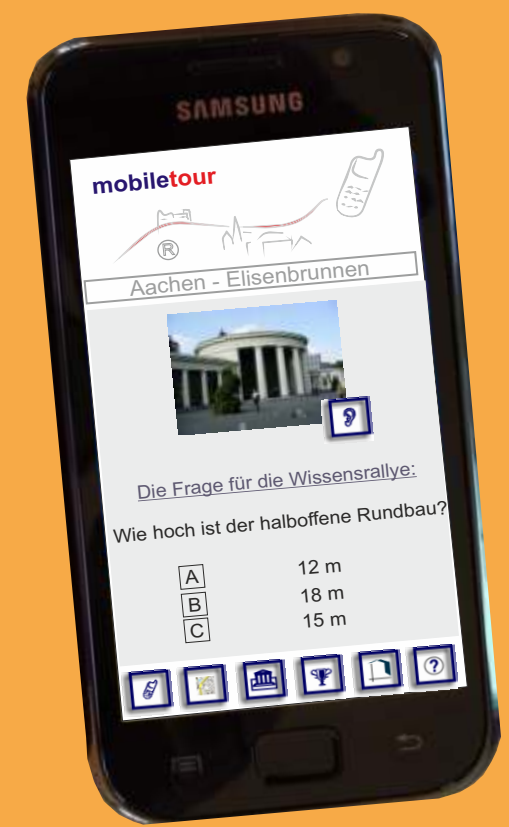 SAMSUNG
mobiletour
®
Aachen - Elisenbrunnen
Die Frage für die Wissensrallye:
Wie hoch ist der halboffene Rundbau?
A 12 m
B 18 m
C 15 m
?